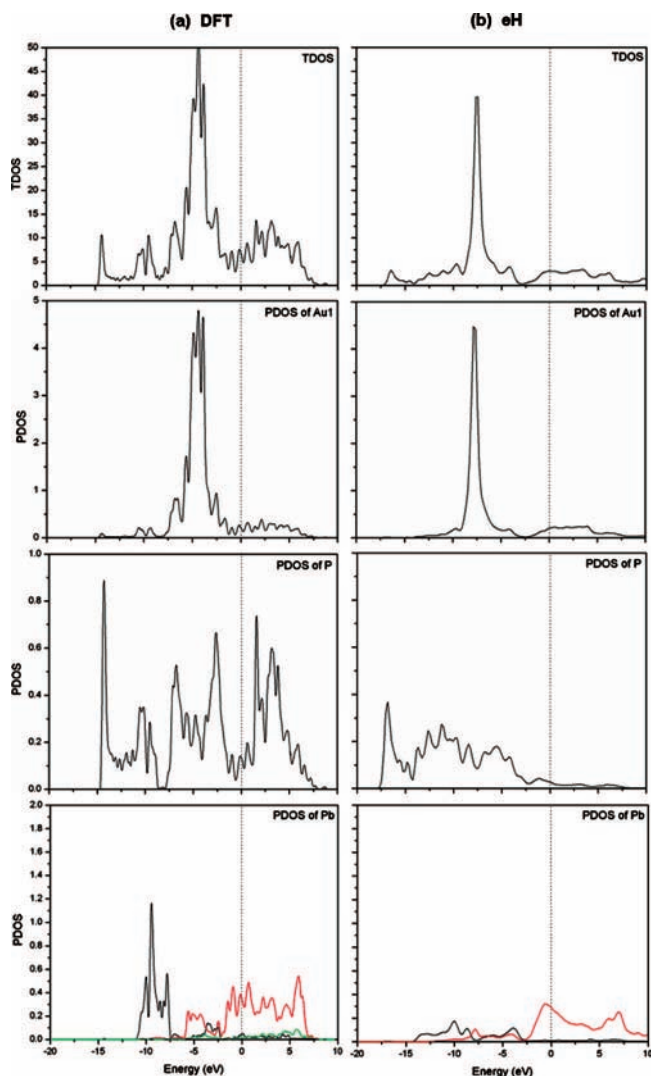 (a) DFT
(b) eH
TDOS
TDOS
50
45
40
35
30
25
20
15
10
5
0
TDOS
PDOS of Au1
PDOS of Au1
5
4
3
2
1
0
PDOS
PDOS of P
PDOS of P
1.0
0.8
0.6
0.4
0.2
0.0
PDOS
PDOS of Pb
PDOS of Pb
2.0
1.8
1.6
1.4
1.2
1.0
0.8
0.6
0.4
0.2
0.0
PDOS
-20 -15 -10 -5 0 5 10
-20 -15 -10 -5 0 5 10
Energy (eV)
Energy (eV)